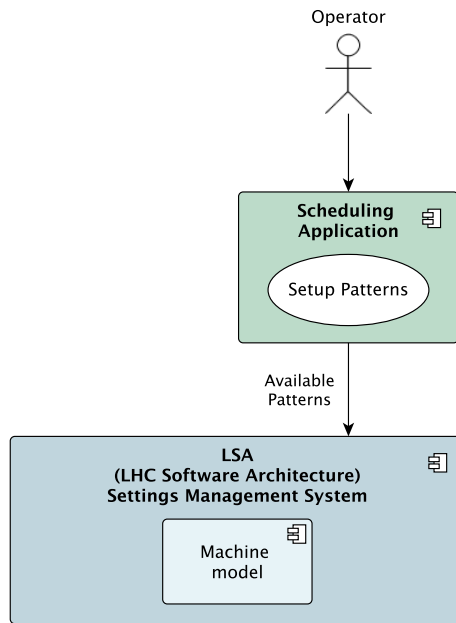 Operator
Scheduling
Application
Setup Patterns
Available
Patterns
LSA
(LHC Software Architecture)
Settings Management System
Machine
model